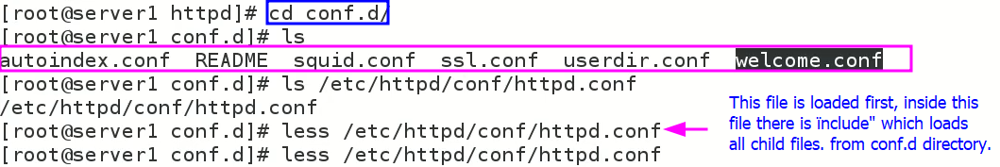 [root@server1 httpd]# cd conf.d/
[root@server1 conf.d]# ls
autoindex.conf  README  squid.conf  ssl.conf  userdir.conf  welcome.conf
[root@server1 conf.d]# ls /etc/httpd/conf/httpd.conf
/etc/httpd/conf/httpd.conf
[root@server1 conf.d]# less /etc/httpd/conf/httpd.conf
[root@server1 conf.d]# less /etc/httpd/conf/httpd.conf
This file is loaded first, inside this
file there is ïnclude" which loads
all child files. from conf.d directory.